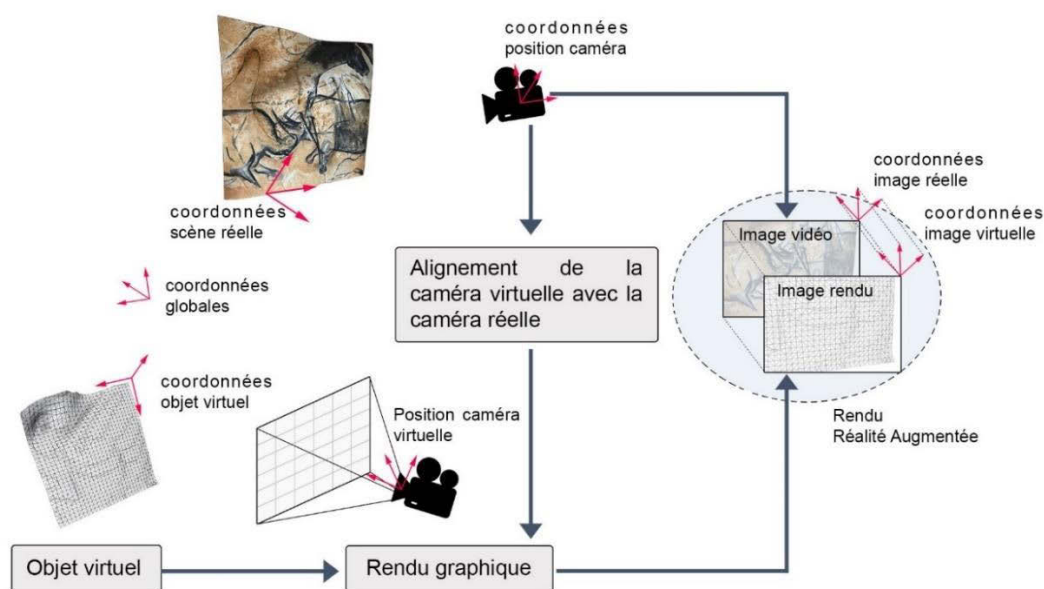 coordonnées
position caméra
coordonnées
scène réelle
coordonnées
image réelle
coordonnées
image virtuelle
Image vidéo
Image rendu
Alignement de la
caméra virtuelle avec la
caméra réelle
coordonnées
globales
coordonnées
objet virtuel
Position caméra
virtuelle
Rendu
Réalité Augmentée
Objet virtuel
Rendu graphique